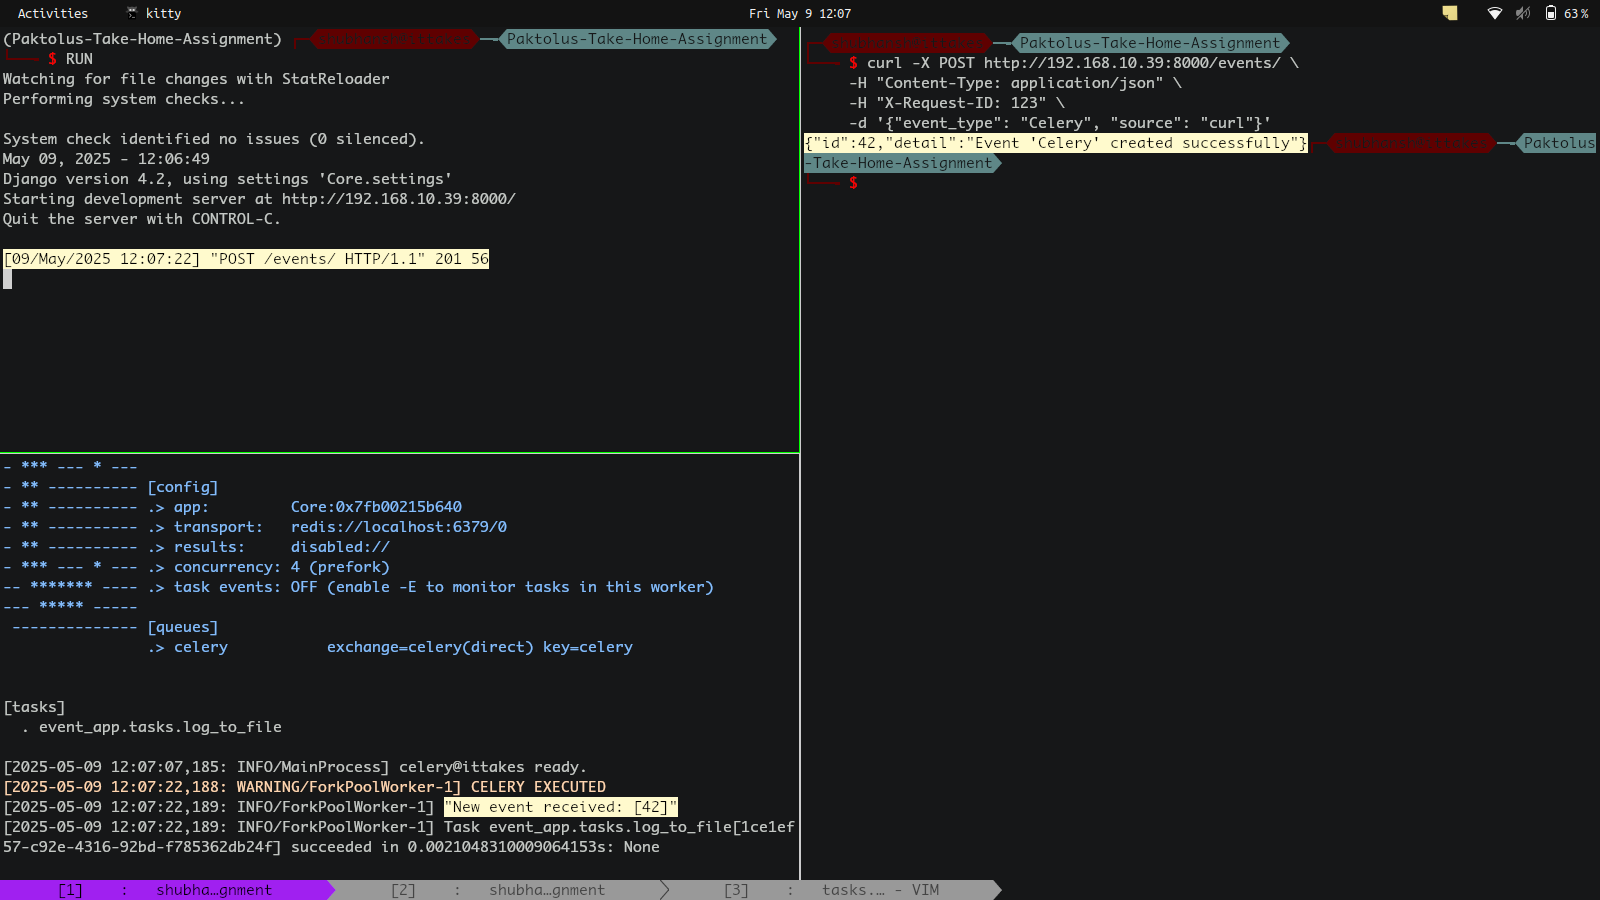 Activities kitty Fri May 9 12:07 63%
(Paktolus-Take-Home-Assignment) Paktolus-Take-Home-Assignment
$ RUN
Watching for file changes with StatReloader
Performing system checks...
System check identified no issues (0 silenced).
May 09, 2025 - 12:06:49
Django version 4.2, using settings 'Core.settings'
Starting development server at http://192.168.10.39:8000/
Quit the server with CONTROL-C.
[09/May/2025 12:07:22] "POST /events/ HTTP/1.1" 201 56
- *** --- * ---
- ** ---------- [config]
- ** ---------- .> app: Core:0x7fb00215b640
- ** ---------- .> transport: redis://localhost:6379/0
- ** ---------- .> results: disabled://
- *** --- * --- .> concurrency: 4 (prefork)
-- ******* ---- .> task events: OFF (enable -E to monitor tasks in this worker)
--- ***** -----
-------------- [queues]
.> celery exchange=celery(direct) key=celery
[tasks]
. event_app.tasks.log_to_file
[2025-05-09 12:07:07,185: INFO/MainProcess] celery@ittakes ready.
[2025-05-09 12:07:22,188: WARNING/ForkPoolWorker-1] CELERY EXECUTED
[2025-05-09 12:07:22,189: INFO/ForkPoolWorker-1] "New event received: [42]"
[2025-05-09 12:07:22,189: INFO/ForkPoolWorker-1] Task event_app.tasks.log_to_file[1ce1ef
57-c92e-4316-92bd-f785362db24f] succeeded in 0.0021048310009064153s: None
Paktolus-Take-Home-Assignment
$ curl -X POST http://192.168.10.39:8000/events/ \
-H "Content-Type: application/json" \
-H "X-Request-ID: 123" \
-d '{"event_type": "Celery", "source": "curl"}'
{"id":42,"detail":"Event 'Celery' created successfully"} Paktolus
-Take-Home-Assignment
$
[1] : shubha…gnment [2] : shubha…gnment [3] : tasks.… - VIM